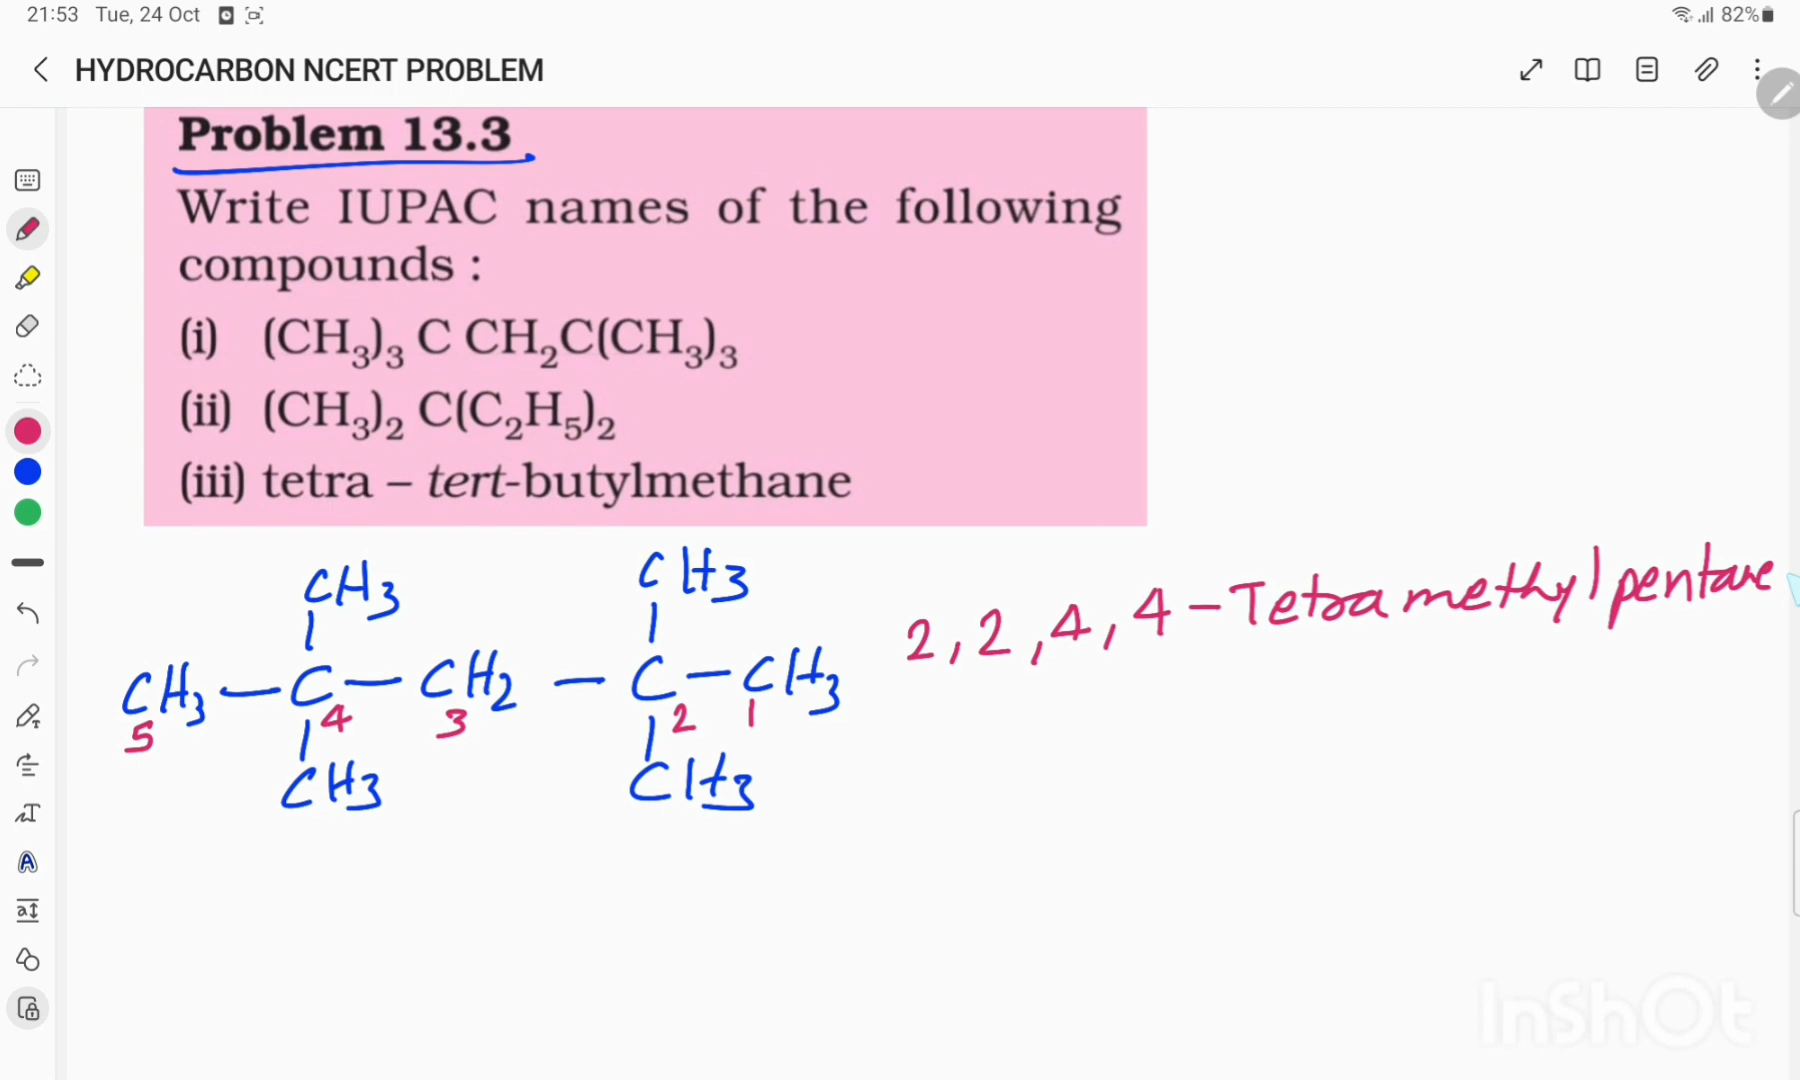 21:53 Tue, 24 Oct 82%
HYDROCARBON NCERT PROBLEM
Problem 13.3
Write IUPAC names of the following
compounds :
(i) (CH₃)₃ C CH₂C(CH₃)₃
(ii) (CH₃)₂ C(C₂H₅)₂
(iii) tetra – tert-butylmethane
CH₃ CH₃
CH₃ – C – CH₂ – C – CH₃
5 4 3 2 1
CH₃ CH₃
2,2,4,4-Tetramethylpentane
InShOt